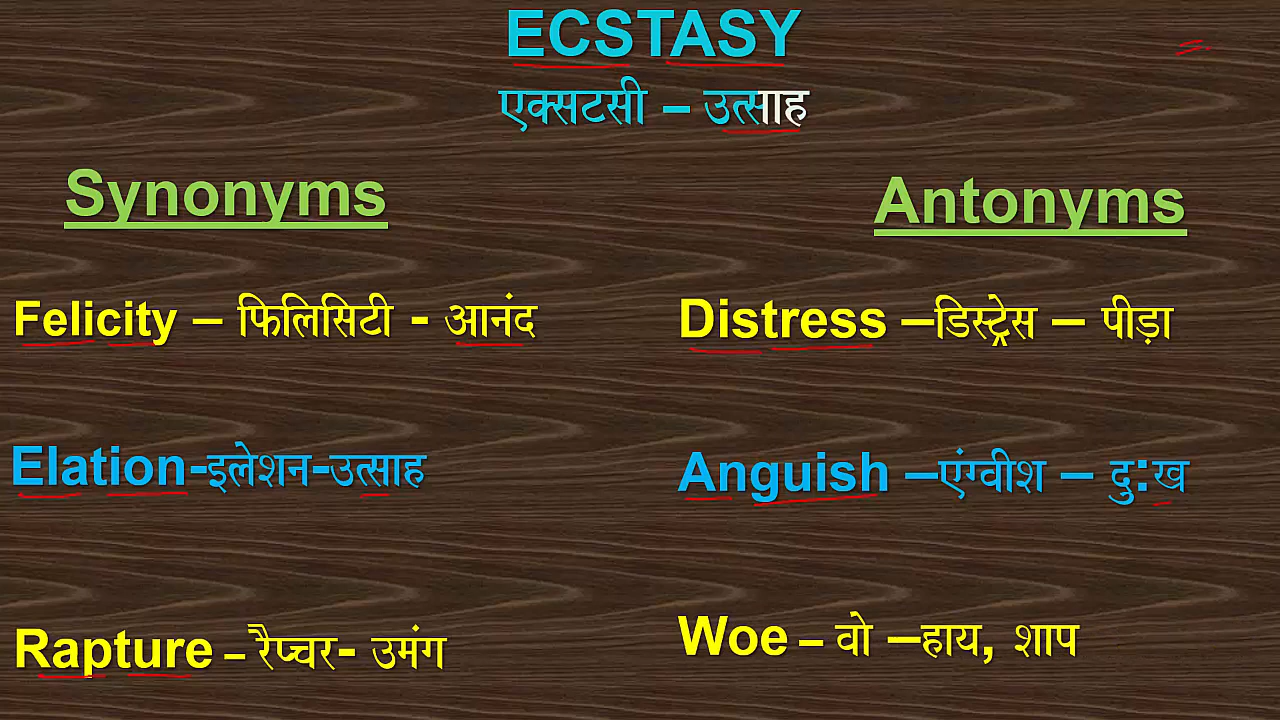 ECSTASY
एक्सटसी – उत्साह
Synonyms
Antonyms
Felicity – फिलिसिटी - आनंद
Distress –डिस्ट्रेस – पीड़ा
Elation-इलेशन-उत्साह
Anguish –एंग्वीश – दु:ख
Rapture – रैप्चर- उमंग
Woe – वो –हाय, शाप